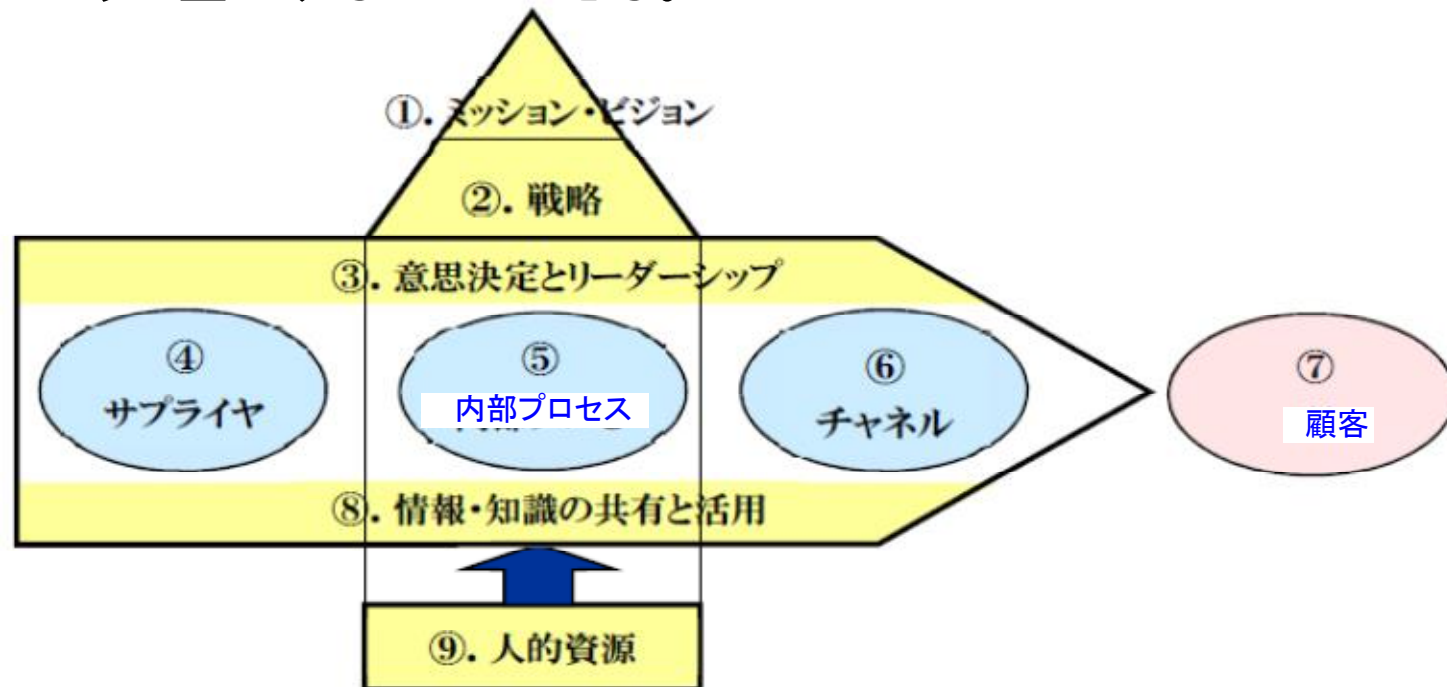 ①. ミッション・ビジョン
②. 戦略
③. 意思決定とリーダーシップ
④
サプライヤ
⑤
内部プロセス
⑥
チャネル
⑦
顧客
⑧. 情報・知識の共有と活用
⑨. 人的資源